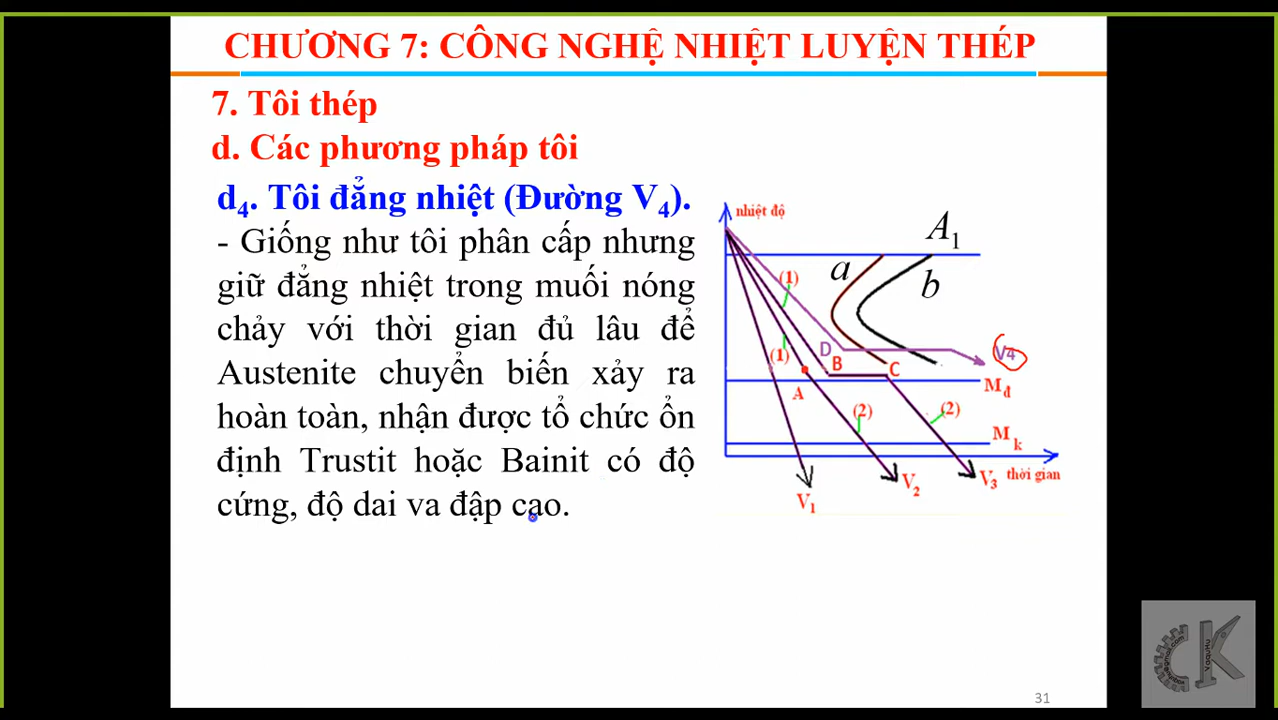 CHƯƠNG 7: CÔNG NGHỆ NHIỆT LUYỆN THÉP
7. Tôi thép
d. Các phương pháp tôi
d4. Tôi đẳng nhiệt (Đường V4).
- Giống như tôi phân cấp nhưng
giữ đẳng nhiệt trong muối nóng
chảy với thời gian đủ lâu để
Austenite chuyển biến xảy ra
hoàn toàn, nhận được tổ chức ổn
định Trustit hoặc Bainit có độ
cứng, độ dai va đập cao.
nhiệt độ
A1
a
b
(1)
(1)
D
B
C
V4
A
Mđ
(2)
(2)
Mk
thời gian
V1
V2
V3
31
CK